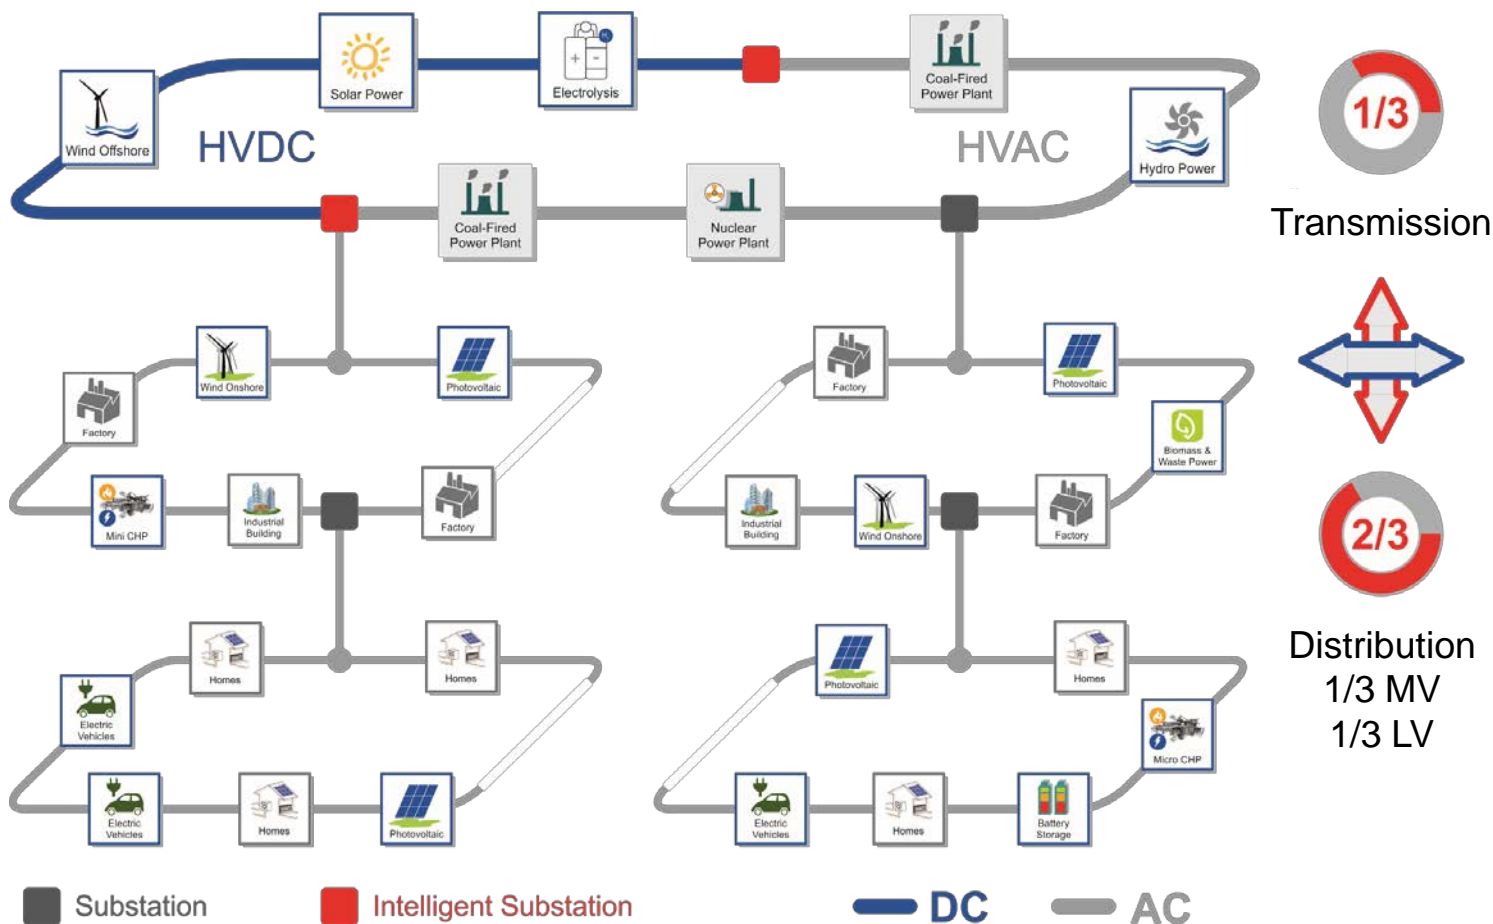 Solar Power
Electrolysis
H₂
+ -
Coal-Fired
Power Plant
1/3
Wind Offshore
HVDC
HVAC
Hydro Power
Coal-Fired
Power Plant
Nuclear
Power Plant
Transmission
Wind Onshore
Photovoltaic
Factory
Photovoltaic
Factory
Biomass &
Waste Power
Mini CHP
Industrial
Building
Factory
Industrial
Building
Wind Onshore
Factory
2/3
Homes
Homes
Photovoltaic
Homes
Distribution
1/3 MV
1/3 LV
Electric
Vehicles
Micro CHP
Electric
Vehicles
Homes
Photovoltaic
Electric
Vehicles
Homes
Battery
Storage
Substation
Intelligent Substation
DC
AC